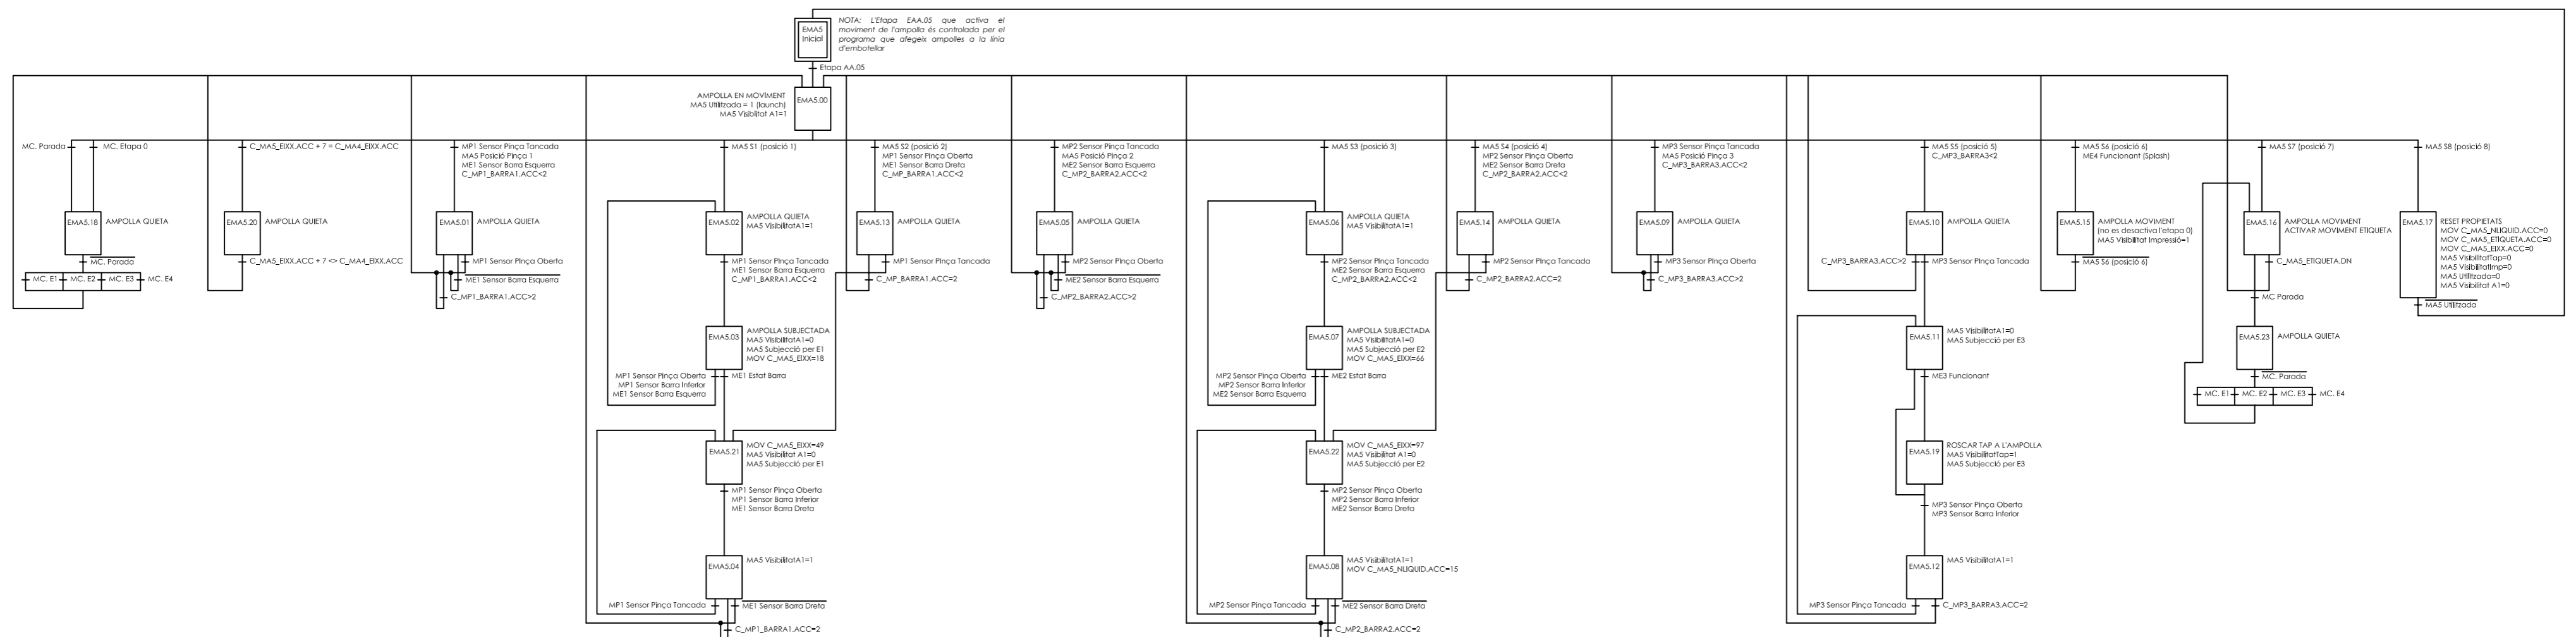 EMA5
Inicial
NOTA: L'Etapa EAA.05 que activa el
moviment de l'ampolla és controlada per el
programa que afegeix ampolles a la línia
d'embotellar
Etapa AA.05
AMPOLLA EN MOVIMENT
MA5 Utilitzada = 1 (launch)
MA5 Visibilitat A1=1
EMA5.00
MC. Parada
MC. Etapa 0
EMA5.18
AMPOLLA QUIETA
MC. Parada
MC. E1
MC. E2
MC. E3
MC. E4
C_MA5_EIXX.ACC + 7 = C_MA4_EIXX.ACC
EMA5.20
AMPOLLA QUIETA
C_MA5_EIXX.ACC + 7 <> C_MA4_EIXX.ACC
MP1 Sensor Pinça Tancada
MA5 Posició Pinça 1
ME1 Sensor Barra Esquerra
C_MP1_BARRA1.ACC<2
EMA5.01
AMPOLLA QUIETA
MP1 Sensor Pinça Oberta
ME1 Sensor Barra Esquerra
C_MP1_BARRA1.ACC>2
MA5 S1 (posició 1)
EMA5.02
AMPOLLA QUIETA
MA5 VisibilitatA1=1
MP1 Sensor Pinça Tancada
ME1 Sensor Barra Esquerra
C_MP1_BARRA1.ACC<2
EMA5.03
AMPOLLA SUBJECTADA
MA5 VisibilitatA1=0
MA5 Subjecció per E1
MOV C_MA5_EIXX=18
MP1 Sensor Pinça Oberta
MP1 Sensor Barra Inferior
ME1 Sensor Barra Esquerra
ME1 Estat Barra
EMA5.21
MOV C_MA5_EIXX=49
MA5 Visibilitat A1=0
MA5 Subjecció per E1
MP1 Sensor Pinça Oberta
MP1 Sensor Barra Inferior
ME1 Sensor Barra Dreta
EMA5.04
MA5 VisibilitatA1=1
MP1 Sensor Pinça Tancada
ME1 Sensor Barra Dreta
C_MP1_BARRA1.ACC=2
MA5 S2 (posició 2)
MP1 Sensor Pinça Oberta
ME1 Sensor Barra Dreta
C_MP_BARRA1.ACC<2
EMA5.13
AMPOLLA QUIETA
MP1 Sensor Pinça Tancada
C_MP_BARRA1.ACC=2
MP2 Sensor Pinça Tancada
MA5 Posició Pinça 2
ME2 Sensor Barra Esquerra
C_MP2_BARRA2.ACC<2
EMA5.05
AMPOLLA QUIETA
MP2 Sensor Pinça Oberta
ME2 Sensor Barra Esquerra
C_MP2_BARRA2.ACC>2
MA5 S3 (posició 3)
EMA5.06
AMPOLLA QUIETA
MA5 VisibilitatA1=1
MP2 Sensor Pinça Tancada
ME2 Sensor Barra Esquerra
C_MP2_BARRA2.ACC<2
EMA5.07
AMPOLLA SUBJECTADA
MA5 VisibilitatA1=0
MA5 Subjecció per E2
MOV C_MA5_EIXX=66
MP2 Sensor Pinça Oberta
MP2 Sensor Barra Inferior
ME2 Sensor Barra Esquerra
ME2 Estat Barra
EMA5.22
MOV C_MA5_EIXX=97
MA5 Visibilitat A1=0
MA5 Subjecció per E2
MP2 Sensor Pinça Oberta
MP2 Sensor Barra Inferior
ME2 Sensor Barra Dreta
EMA5.08
MA5 VisibilitatA1=1
MOV C_MA5_NLIQUID.ACC=15
MP2 Sensor Pinça Tancada
ME2 Sensor Barra Dreta
C_MP2_BARRA2.ACC=2
MA5 S4 (posició 4)
MP2 Sensor Pinça Oberta
ME2 Sensor Barra Dreta
C_MP2_BARRA2.ACC<2
EMA5.14
AMPOLLA QUIETA
MP2 Sensor Pinça Tancada
C_MP2_BARRA2.ACC=2
MP3 Sensor Pinça Tancada
MA5 Posició Pinça 3
C_MP3_BARRA3.ACC<2
EMA5.09
AMPOLLA QUIETA
MP3 Sensor Pinça Oberta
C_MP3_BARRA3.ACC>2
MA5 S5 (posició 5)
C_MP3_BARRA3<2
EMA5.10
AMPOLLA QUIETA
C_MP3_BARRA3.ACC>2
MP3 Sensor Pinça Tancada
EMA5.11
MA5 VisibilitatA1=0
MA5 Subjecció per E3
ME3 Funcionant
EMA5.19
ROSCAR TAP A L'AMPOLLA
MA5 VisibilitatTap=1
MA5 Subjecció per E3
MP3 Sensor Pinça Oberta
MP3 Sensor Barra Inferior
EMA5.12
MA5 VisibilitatA1=1
MP3 Sensor Pinça Tancada
C_MP3_BARRA3.ACC=2
MA5 S6 (posició 6)
ME4 Funcionant (Splash)
EMA5.15
AMPOLLA MOVIMENT
(no es desactiva l'etapa 0)
MA5 Visibilitat Impressió=1
MA5 S6 (posició 6)
MA5 S7 (posició 7)
EMA5.16
AMPOLLA MOVIMENT
ACTIVAR MOVIMENT ETIQUETA
C_MA5_ETIQUETA.DN
MC Parada
EMA5.23
AMPOLLA QUIETA
MC. Parada
MC. E1
MC. E2
MC. E3
MC. E4
MA5 S8 (posició 8)
EMA5.17
RESET PROPIETATS
MOV C_MA5_NLIQUID.ACC=0
MOV C_MA5_ETIQUETA.ACC=0
MOV C_MA5_EIXX.ACC=0
MA5 VisibilitatTap=0
MA5 VisibilitatImp=0
MA5 Utilitzada=0
MA5 Visibilitat A1=0
MA5 Utilitzada